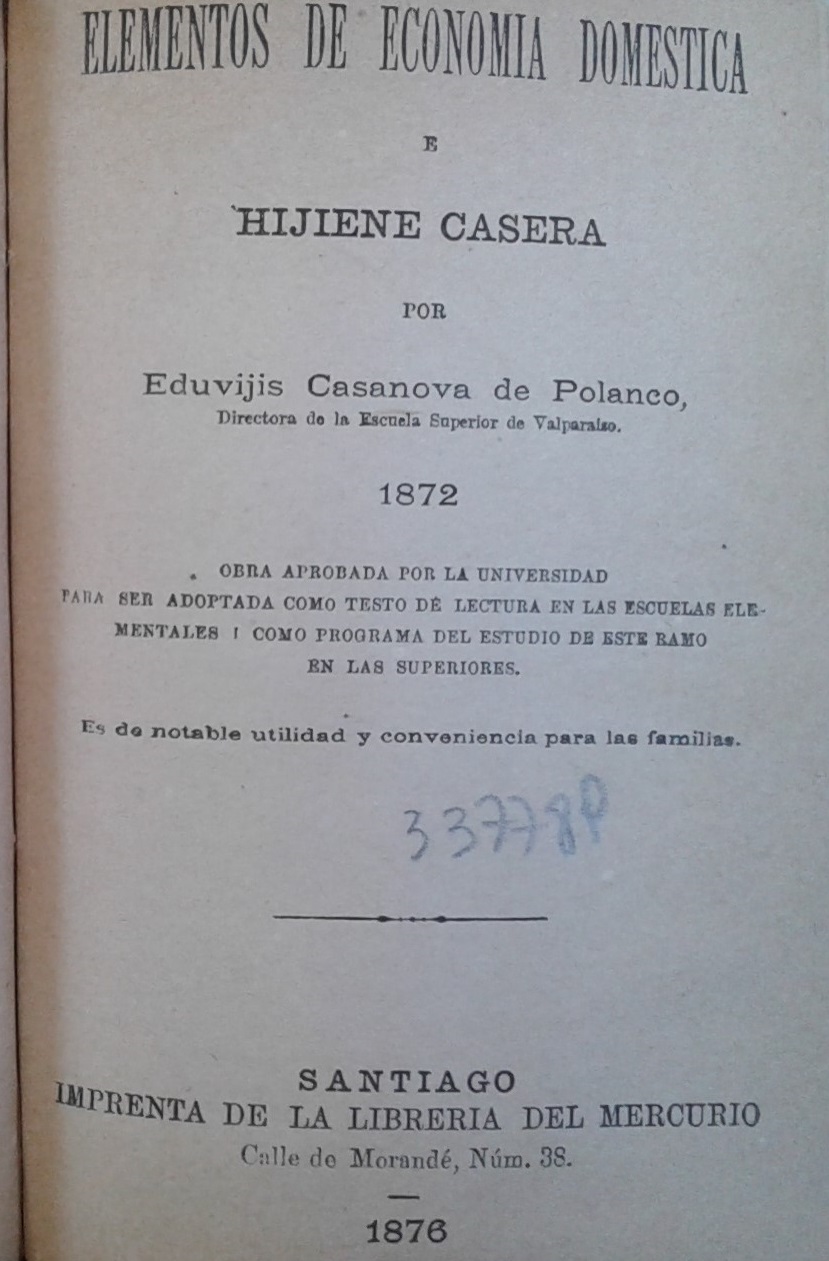 ELEMENTOS DE ECONOMIA DOMESTICA
E
HIJIENE CASERA
POR
Eduvijis Casanova de Polanco,
Directora de la Escuela Superior de Valparaiso.
1872
OBRA APROBADA POR LA UNIVERSIDAD
PARA SER ADOPTADA COMO TESTO DE LECTURA EN LAS ESCUELAS ELE-
MENTALES I COMO PROGRAMA DEL ESTUDIO DE ESTE RAMO
EN LAS SUPERIORES.
Es de notable utilidad y conveniencia para las familias.
33778P
SANTIAGO
IMPRENTA DE LA LIBRERIA DEL MERCURIO
Calle de Morandé, Núm. 38.
1876